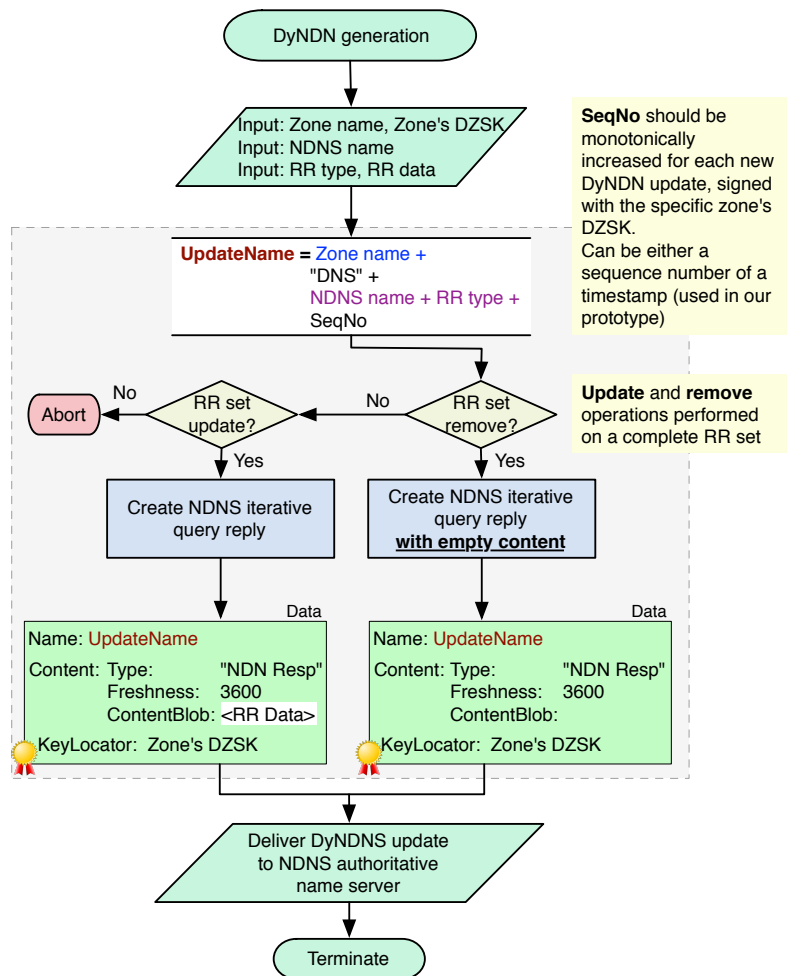 DyNDN generation
Input: Zone name, Zone's DZSK
Input: NDNS name
Input: RR type, RR data
SeqNo should be
monotonically
increased for each new
DyNDN update, signed
with the specific zone's
DZSK.
Can be either a
sequence number of a
timestamp (used in our
prototype)
UpdateName = Zone name +
"DNS" +
NDNS name + RR type +
SeqNo
Update and remove
operations performed
on a complete RR set
RR set
remove?
No
RR set
update?
No
Abort
Yes
Yes
Create NDNS iterative
query reply
Create NDNS iterative
query reply
with empty content
Data
Name: UpdateName
Content: Type: "NDN Resp"
Freshness: 3600
ContentBlob: <RR Data>
KeyLocator: Zone's DZSK
Data
Name: UpdateName
Content: Type: "NDN Resp"
Freshness: 3600
ContentBlob:
KeyLocator: Zone's DZSK
Deliver DyNDNS update
to NDNS authoritative
name server
Terminate